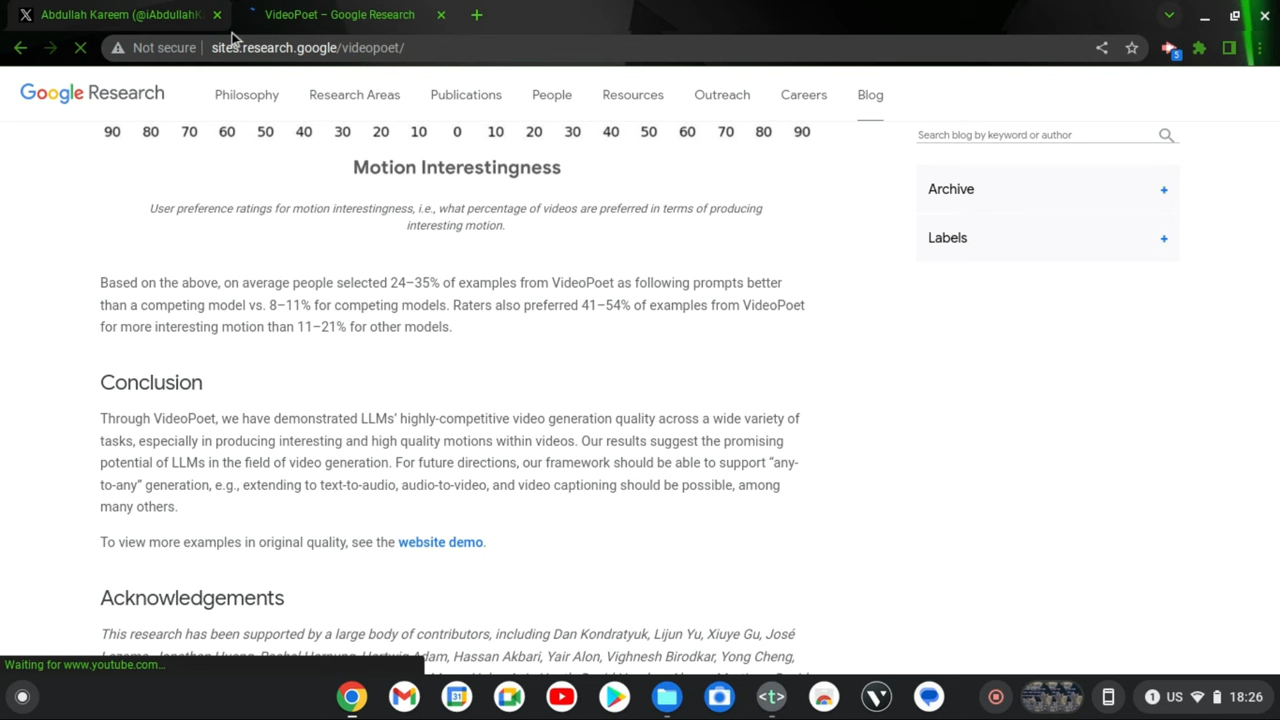 Abdullah Kareem (@iAbdullahK
VideoPoet – Google Research
Not secure
sites.research.google/videopoet/
5
Google Research
Philosophy
Research Areas
Publications
People
Resources
Outreach
Careers
Blog
90 80 70 60 50 40 30 20 10 0 10 20 30 40 50 60 70 80 90
Search blog by keyword or author
Motion Interestingness
Archive +
User preference ratings for motion interestingness, i.e., what percentage of videos are preferred in terms of producing
interesting motion.
Labels +
Based on the above, on average people selected 24–35% of examples from VideoPoet as following prompts better
than a competing model vs. 8–11% for competing models. Raters also preferred 41–54% of examples from VideoPoet
for more interesting motion than 11–21% for other models.
Conclusion
Through VideoPoet, we have demonstrated LLMs’ highly-competitive video generation quality across a wide variety of
tasks, especially in producing interesting and high quality motions within videos. Our results suggest the promising
potential of LLMs in the field of video generation. For future directions, our framework should be able to support “any-
to-any” generation, e.g., extending to text-to-audio, audio-to-video, and video captioning should be possible, among
many others.
To view more examples in original quality, see the website demo.
Acknowledgements
This research has been supported by a large body of contributors, including Dan Kondratyuk, Lijun Yu, Xiuye Gu, José
Lezama, Jonathan Huang, Rachel Hornung, Hartwig Adam, Hassan Akbari, Yair Alon, Vighnesh Birodkar, Yong Cheng,
Waiting for www.youtube.com…
31
<t>
1 US 18:26